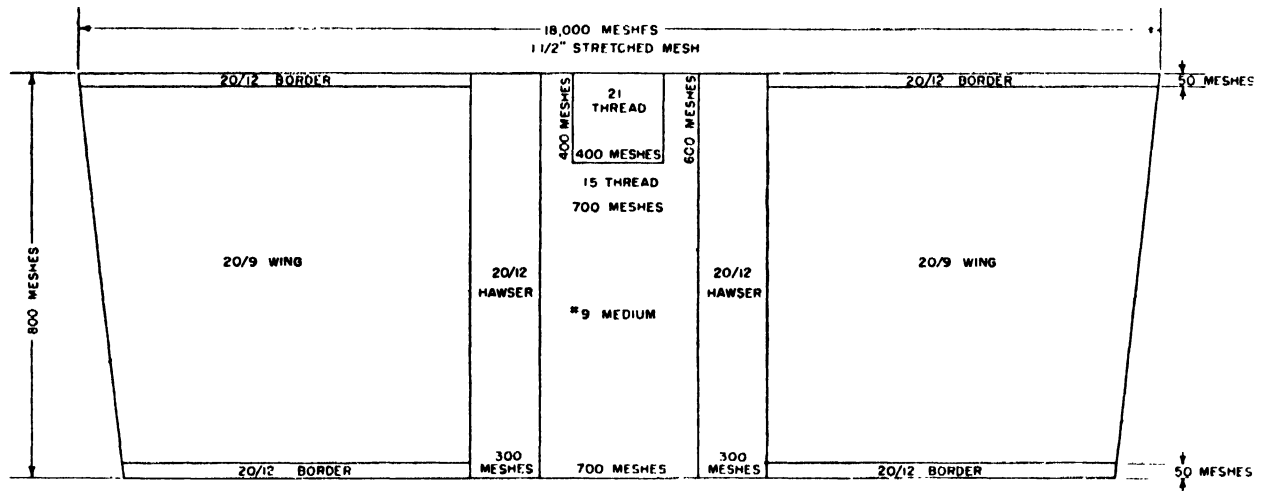 18,000 MESHES
1 1/2" STRETCHED MESH
20/12 BORDER
20/12 BORDER
50 MESHES
400 MESHES
21
THREAD
600 MESHES
400 MESHES
15 THREAD
700 MESHES
800 MESHES
20/9 WING
20/12
HAWSER
#9 MEDIUM
20/12
HAWSER
20/9 WING
20/12 BORDER
300
MESHES
700 MESHES
300
MESHES
20/12 BORDER
50 MESHES